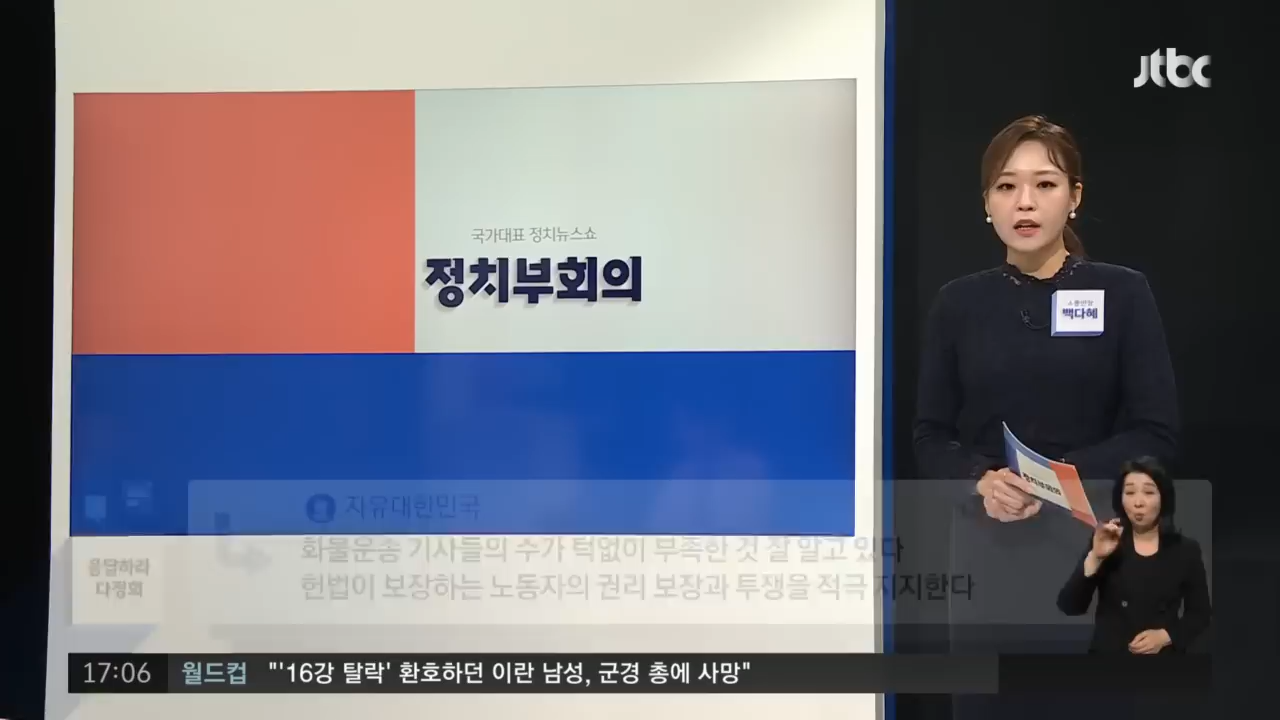 jtbc
국가대표 정치뉴스쇼
정치부회의
백다혜
정치부회의
자유대한민국
화물운송 기사들의 수가 턱없이 부족한 것 잘 알고 있다
헌법이 보장하는 노동자의 권리 보장과 투쟁을 적극 지지한다
응답하라
다정회
17:06 월드컵 "'16강 탈락' 환호하던 이란 남성, 군경 총에 사망"